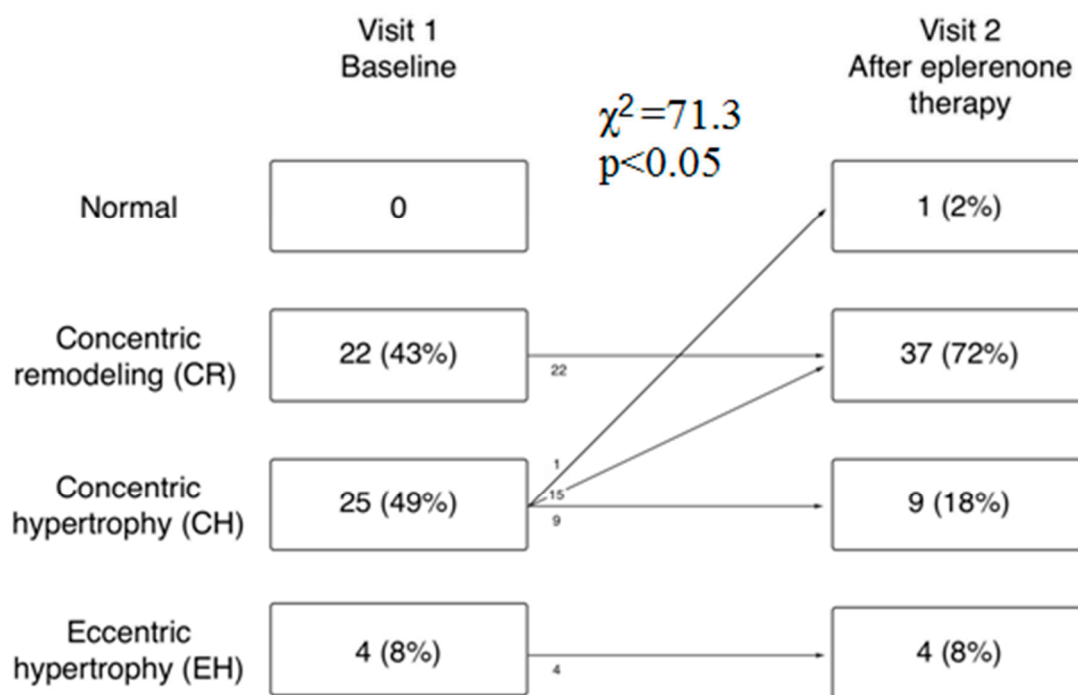 Visit 1
Baseline
Visit 2
After eplerenone
therapy
χ²=71.3
p<0.05
Normal
0
1 (2%)
Concentric
remodeling (CR)
22 (43%)
22
37 (72%)
Concentric
hypertrophy (CH)
25 (49%)
1
15
9
9 (18%)
Eccentric
hypertrophy (EH)
4 (8%)
4
4 (8%)